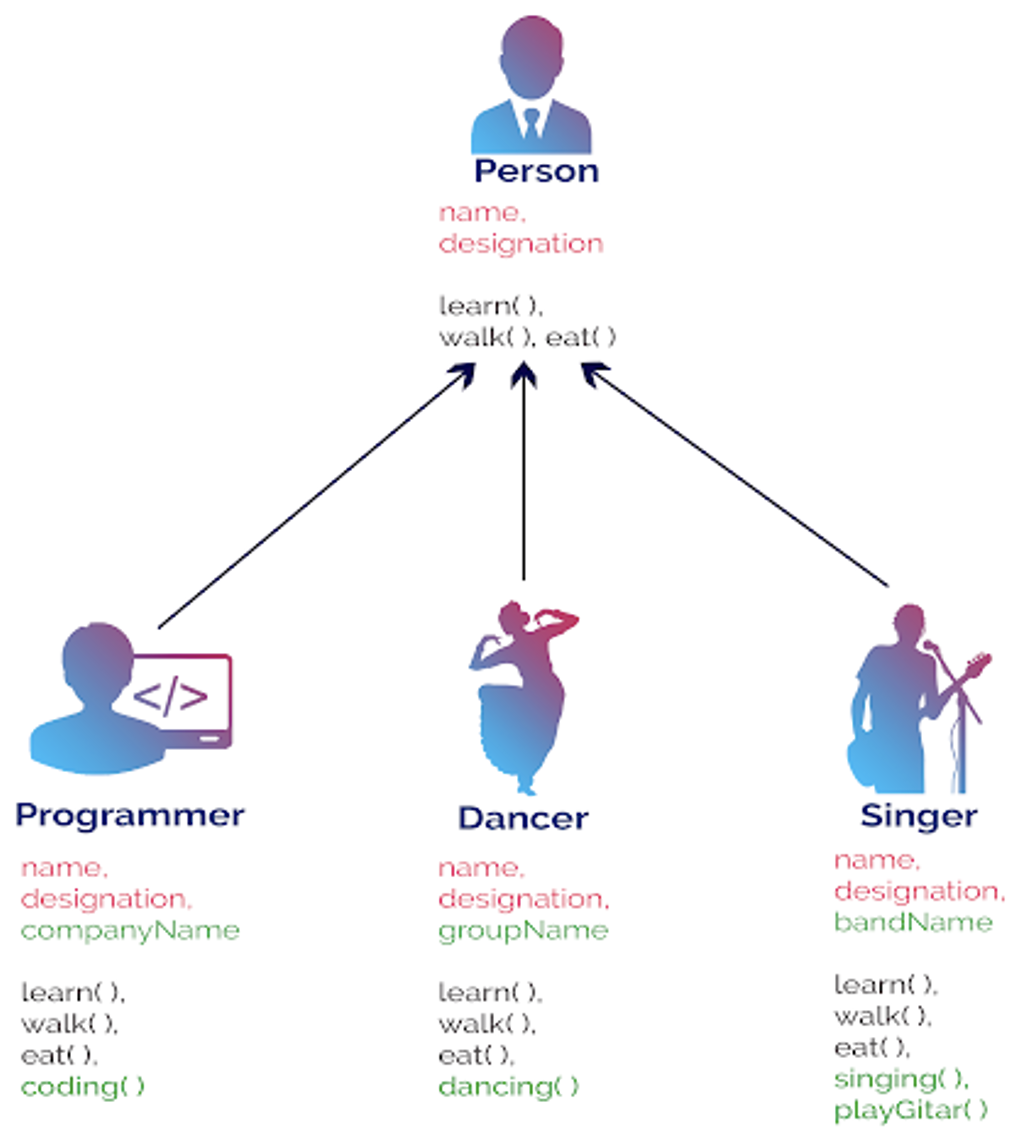 Person
name,
designation
learn( ),
walk( ), eat( )
</>
Programmer
name,
designation,
companyName
learn( ),
walk( ),
eat( ),
coding( )
Dancer
name,
designation,
groupName
learn( ),
walk( ),
eat( ),
dancing( )
Singer
name,
designation,
bandName
learn( ),
walk( ),
eat( ),
singing( ),
playGitar( )